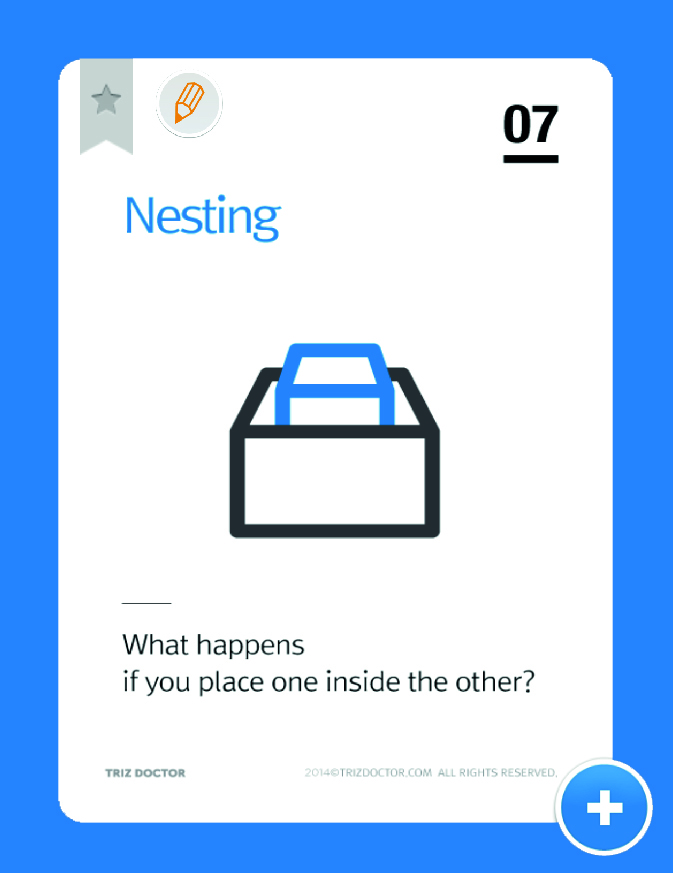 07
Nesting
What happens
if you place one inside the other?
TRIZ DOCTOR
2014©TRIZDOCTOR.COM ALL RIGHTS RESERVED.